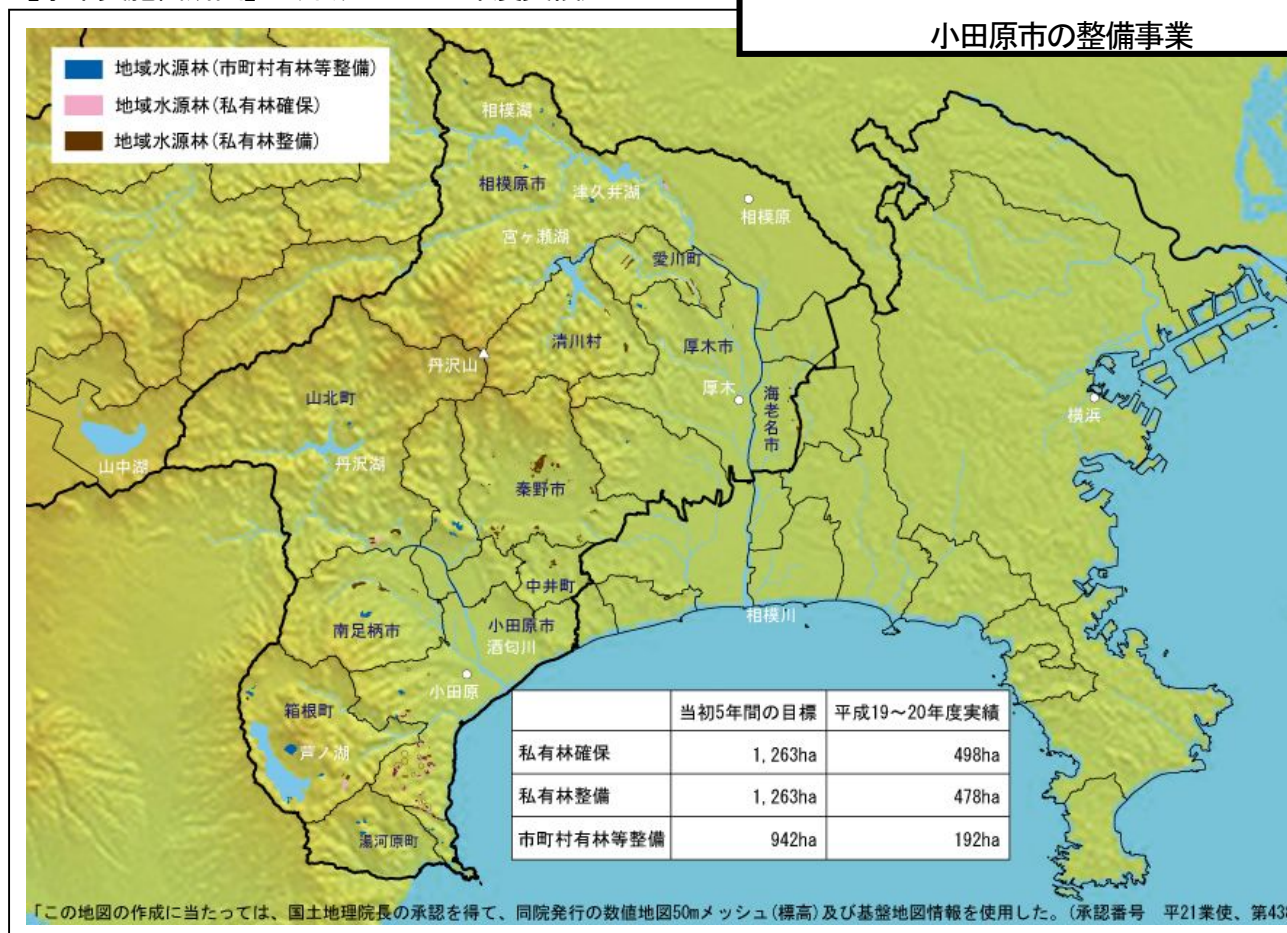 小田原市の整備事業
地域水源林(市町村有林等整備)
地域水源林(私有林確保)
地域水源林(私有林整備)
相模湖
相模原市
津久井湖
相模原
宮ヶ瀬湖
愛川町
清川村
厚木市
丹沢山
厚木
海老名市
横浜
山北町
山中湖
丹沢湖
秦野市
中井町
南足柄市
小田原市
酒匂川
相模川
小田原
箱根町
芦ノ湖
湯河原町
当初5年間の目標 平成19～20年度実績
私有林確保 1,263ha 498ha
私有林整備 1,263ha 478ha
市町村有林等整備 942ha 192ha
「この地図の作成に当たっては、国土地理院長の承認を得て、同院発行の数値地図50mメッシュ(標高)及び基盤地図情報を使用した。(承認番号 平21業使、第438